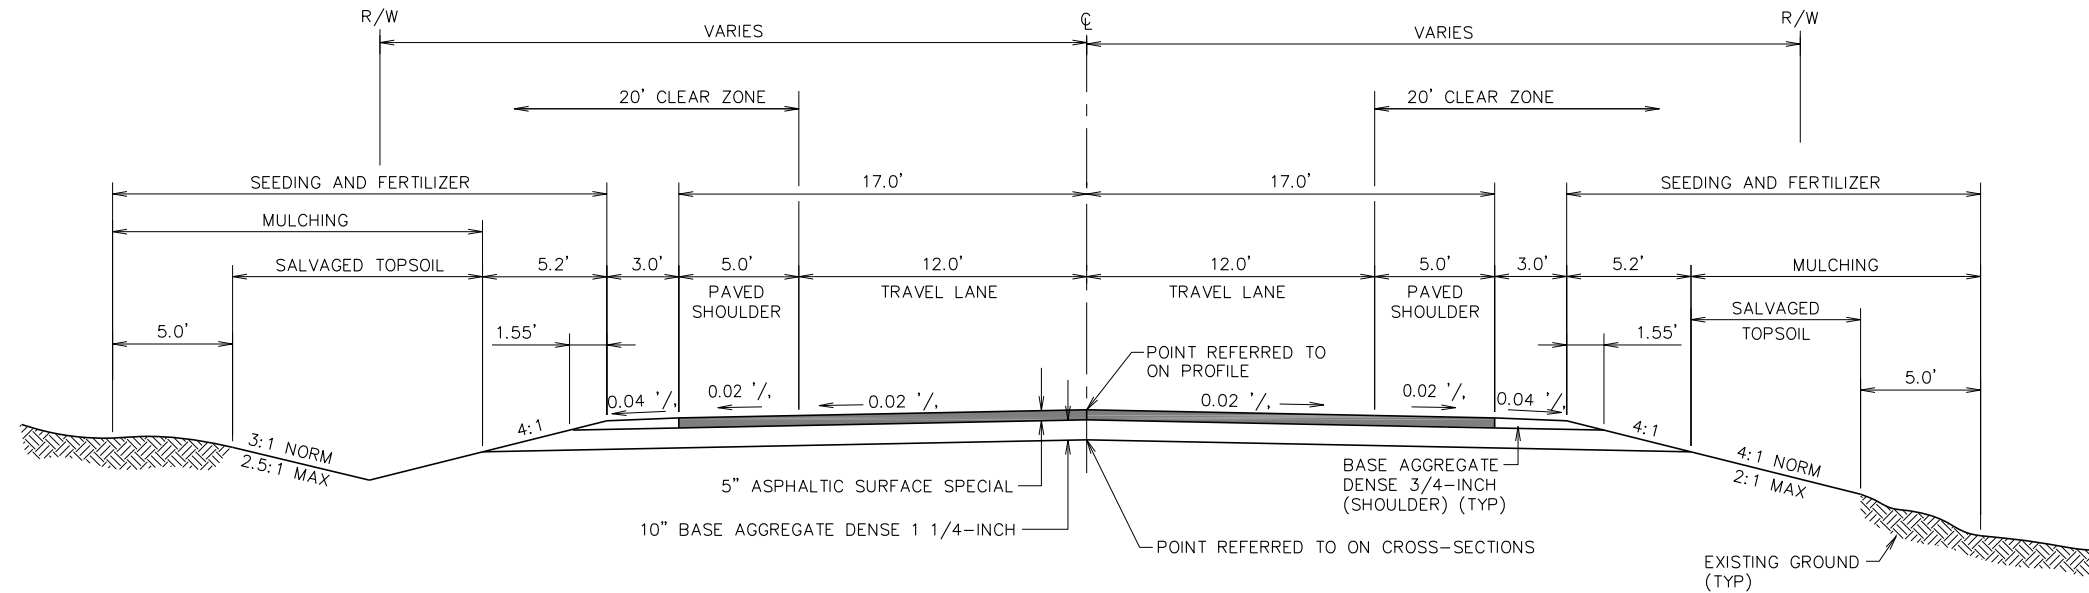 R/W
℄
R/W
VARIES
VARIES
20' CLEAR ZONE
20' CLEAR ZONE
SEEDING AND FERTILIZER
17.0'
17.0'
SEEDING AND FERTILIZER
MULCHING
SALVAGED TOPSOIL
5.2'
3.0'
5.0'
12.0'
12.0'
5.0'
3.0'
5.2'
MULCHING
PAVED
SHOULDER
TRAVEL LANE
TRAVEL LANE
PAVED
SHOULDER
SALVAGED
TOPSOIL
5.0'
1.55'
1.55'
POINT REFERRED TO
ON PROFILE
5.0'
0.04 '/,
0.02 '/,
0.02 '/,
0.02 '/,
0.02 '/,
0.04 '/,
3:1 NORM
2.5:1 MAX
4:1
4:1
4:1 NORM
2:1 MAX
5" ASPHALTIC SURFACE SPECIAL
BASE AGGREGATE
DENSE 3/4-INCH
(SHOULDER) (TYP)
10" BASE AGGREGATE DENSE 1 1/4-INCH
POINT REFERRED TO ON CROSS-SECTIONS
EXISTING GROUND
(TYP)